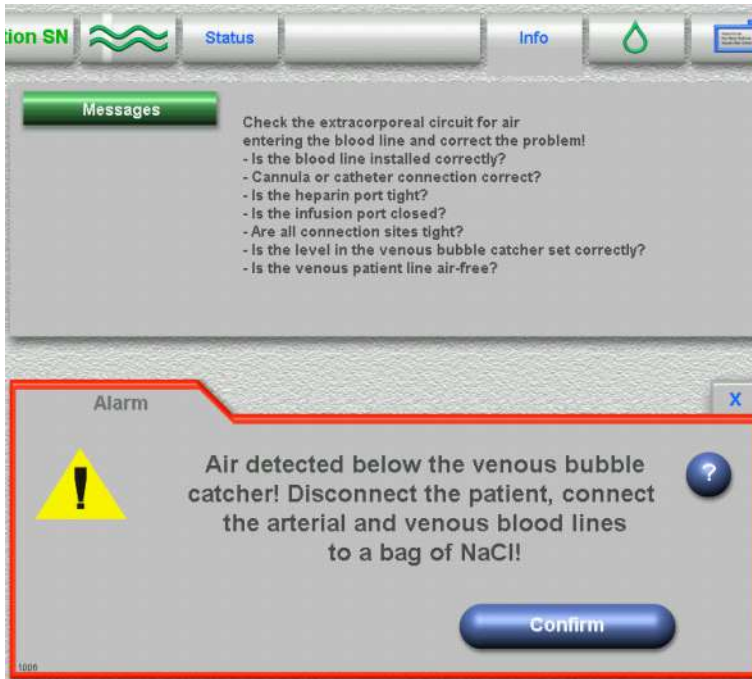 tion SN
Status
Info
Messages
Check the extracorporeal circuit for air
entering the blood line and correct the problem!
- Is the blood line installed correctly?
- Cannula or catheter connection correct?
- Is the heparin port tight?
- Is the infusion port closed?
- Are all connection sites tight?
- Is the level in the venous bubble catcher set correctly?
- Is the venous patient line air-free?
Alarm
X
!
Air detected below the venous bubble
catcher! Disconnect the patient, connect
the arterial and venous blood lines
to a bag of NaCl!
?
Confirm
1006